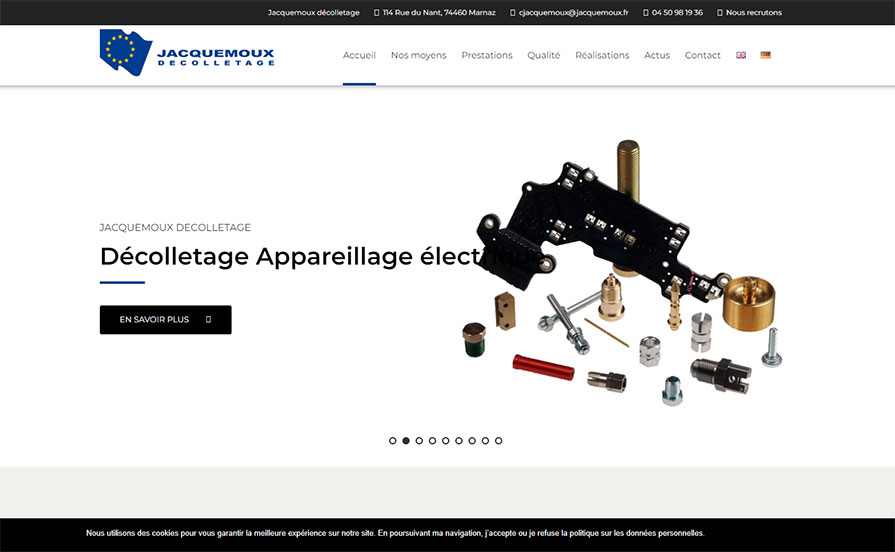 Jacquemoux décolletage 114 Rue du Nant, 74460 Marnaz cjacquemoux@jacquemoux.fr 04 50 98 19 36 Nous recrutons
JACQUEMOUX
DECOLLETAGE
Accueil Nos moyens Prestations Qualité Réalisations Actus Contact
JACQUEMOUX DECOLLETAGE
Décolletage Appareillage électrique
EN SAVOIR PLUS
Nous utilisons des cookies pour vous garantir la meilleure expérience sur notre site. En poursuivant ma navigation, j'accepte ou je refuse la politique sur les données personnelles.